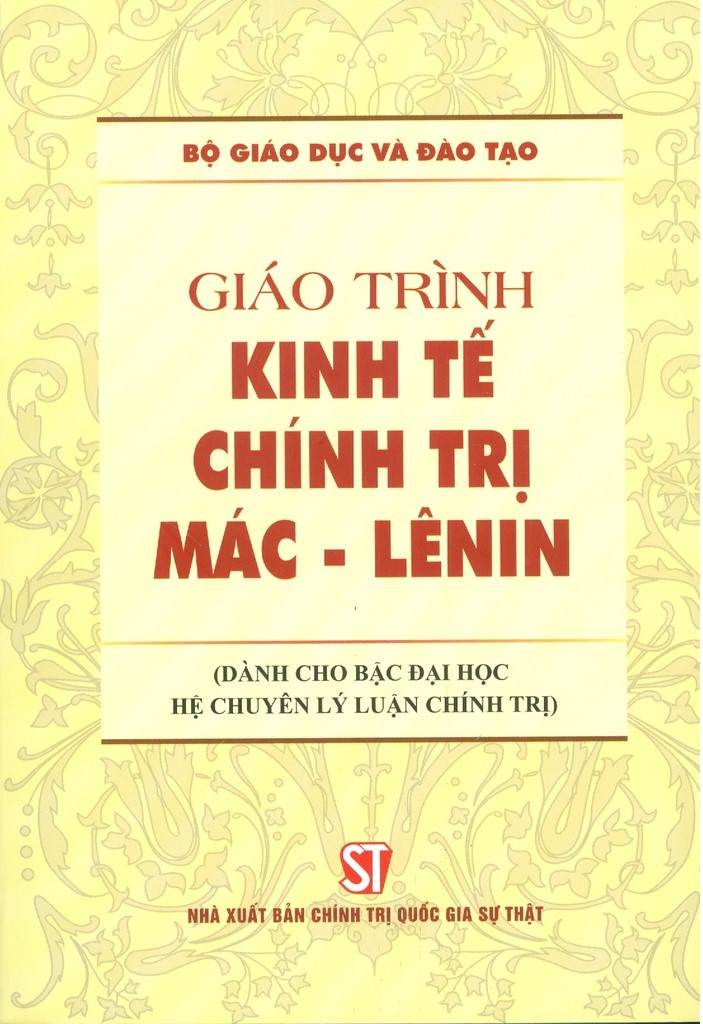 BỘ GIÁO DỤC VÀ ĐÀO TẠO
GIÁO TRÌNH
KINH TẾ
CHÍNH TRỊ
MÁC - LÊNIN
(DÀNH CHO BẬC ĐẠI HỌC
HỆ CHUYÊN LÝ LUẬN CHÍNH TRỊ)
ST
NHÀ XUẤT BẢN CHÍNH TRỊ QUỐC GIA SỰ THẬT